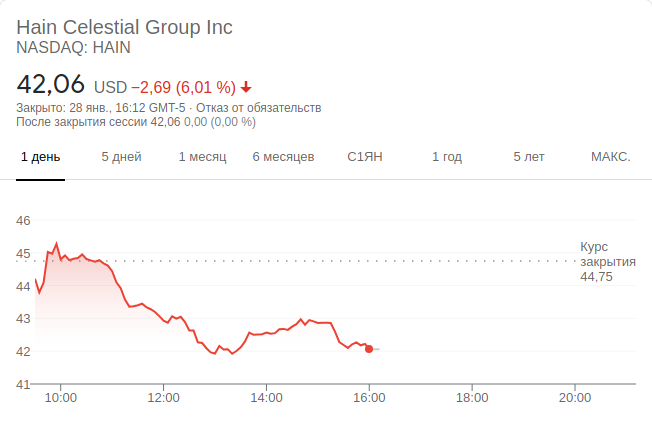 Hain Celestial Group Inc
NASDAQ: HAIN
42,06 USD −2,69 (6,01 %)
Закрыто: 28 янв., 16:12 GMT-5 · Отказ от обязательств
После закрытия сессии 42,06 0,00 (0,00 %)
1 день 5 дней 1 месяц 6 месяцев С1ЯН 1 год 5 лет МАКС.
46
45
44
43
42
41
Курс
закрытия
44,75
10:00 12:00 14:00 16:00 18:00 20:00